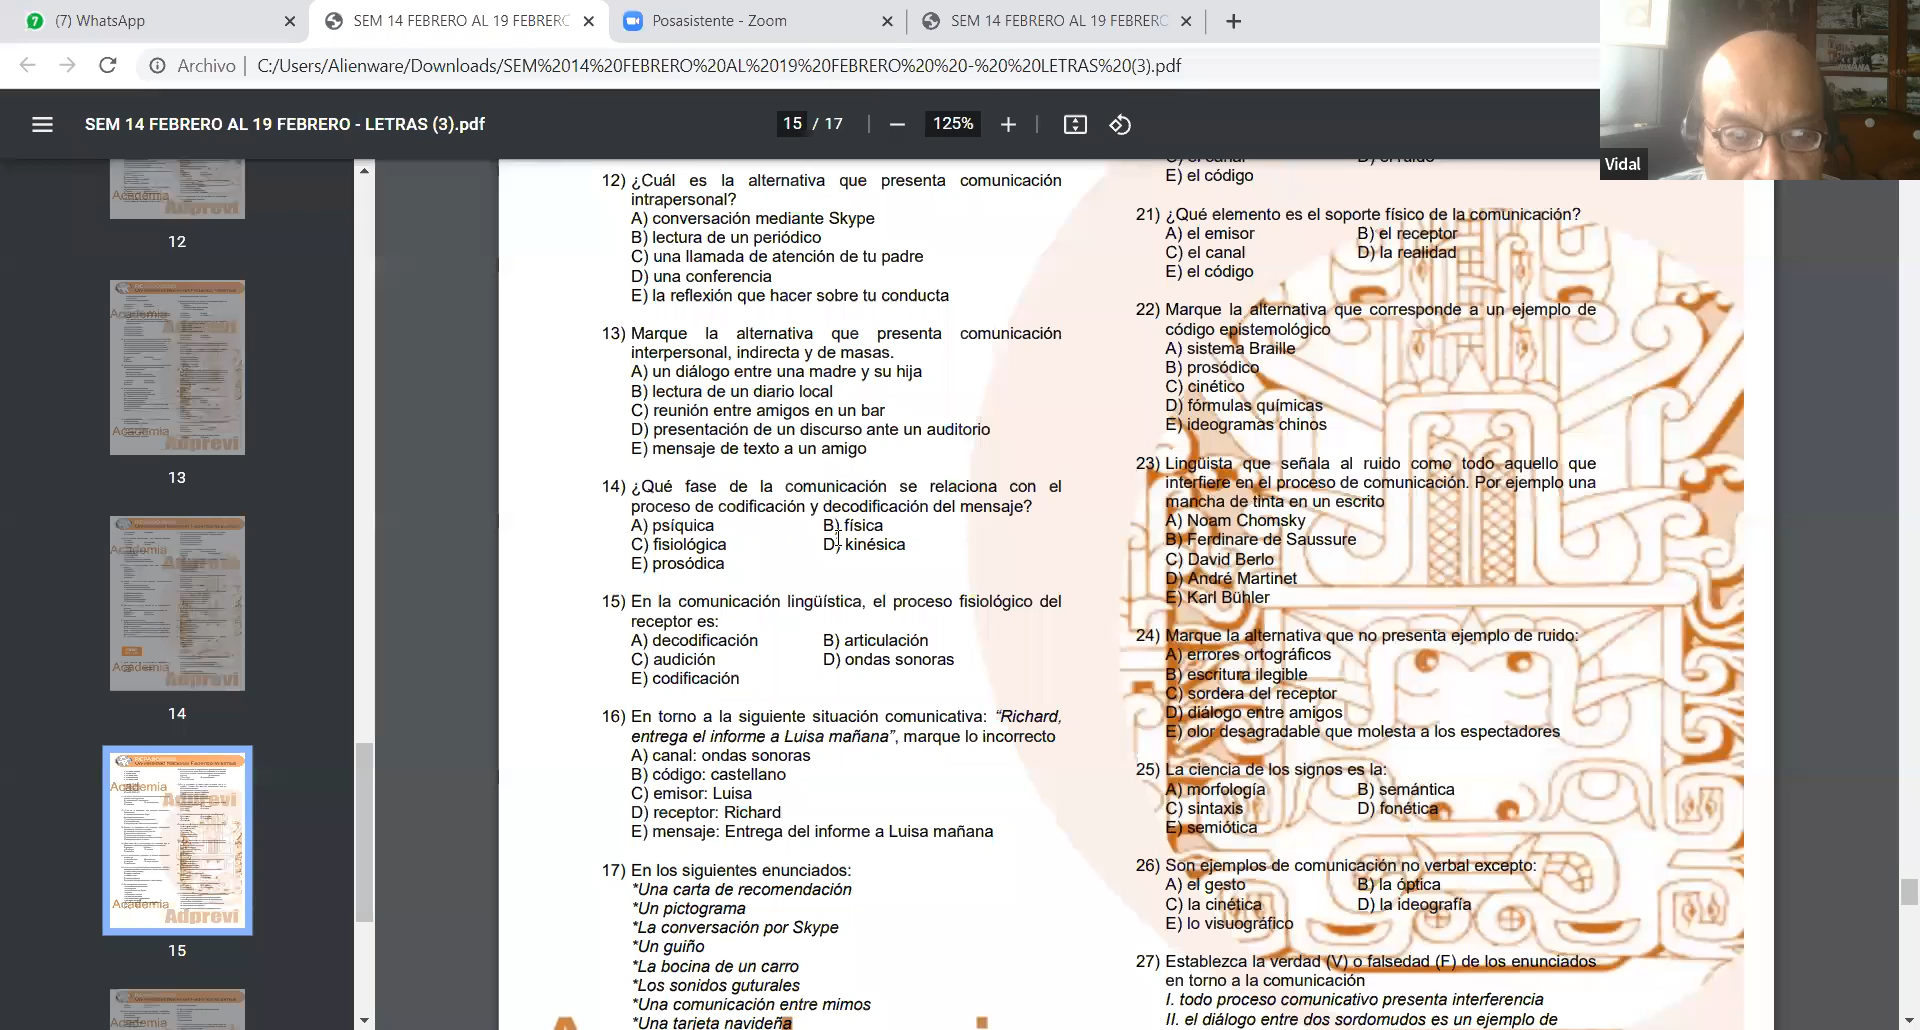 (7) WhatsApp
SEM 14 FEBRERO AL 19 FEBRERO
Posasistente - Zoom
SEM 14 FEBRERO AL 19 FEBRERO
Archivo
C:/Users/Alienware/Downloads/SEM%2014%20FEBRERO%20AL%2019%20FEBRERO%20%20-%20%20LETRAS%20(3).pdf
SEM 14 FEBRERO AL 19 FEBRERO - LETRAS (3).pdf
15 / 17
125%
Vidal
Academia
Adprevi
12
Academia
Adprevi
13
Academia
Adprevi
14
Academia
Adprevi
Academia
Adprevi
15
Academia
12) ¿Cuál es la alternativa que presenta comunicación
intrapersonal?
A) conversación mediante Skype
B) lectura de un periódico
C) una llamada de atención de tu padre
D) una conferencia
E) la reflexión que hacer sobre tu conducta
13) Marque la alternativa que presenta comunicación
interpersonal, indirecta y de masas.
A) un diálogo entre una madre y su hija
B) lectura de un diario local
C) reunión entre amigos en un bar
D) presentación de un discurso ante un auditorio
E) mensaje de texto a un amigo
14) ¿Qué fase de la comunicación se relaciona con el
proceso de codificación y decodificación del mensaje?
A) psíquica B) física
C) fisiológica D) kinésica
E) prosódica
15) En la comunicación lingüística, el proceso fisiológico del
receptor es:
A) decodificación B) articulación
C) audición D) ondas sonoras
E) codificación
16) En torno a la siguiente situación comunicativa: “Richard,
entrega el informe a Luisa mañana”, marque lo incorrecto
A) canal: ondas sonoras
B) código: castellano
C) emisor: Luisa
D) receptor: Richard
E) mensaje: Entrega del informe a Luisa mañana
17) En los siguientes enunciados:
*Una carta de recomendación
*Un pictograma
*La conversación por Skype
*Un guiño
*La bocina de un carro
*Los sonidos guturales
*Una comunicación entre mimos
*Una tarjeta navideña
C) el canal D) el ruido
E) el código
21) ¿Qué elemento es el soporte físico de la comunicación?
A) el emisor B) el receptor
C) el canal D) la realidad
E) el código
22) Marque la alternativa que corresponde a un ejemplo de
código epistemológico
A) sistema Braille
B) prosódico
C) cinético
D) fórmulas químicas
E) ideogramas chinos
23) Lingüista que señala al ruido como todo aquello que
interfiere en el proceso de comunicación. Por ejemplo una
mancha de tinta en un escrito
A) Noam Chomsky
B) Ferdinare de Saussure
C) David Berlo
D) André Martinet
E) Karl Bühler
24) Marque la alternativa que no presenta ejemplo de ruido:
A) errores ortográficos
B) escritura ilegible
C) sordera del receptor
D) diálogo entre amigos
E) olor desagradable que molesta a los espectadores
25) La ciencia de los signos es la:
A) morfología B) semántica
C) sintaxis D) fonética
E) semiótica
26) Son ejemplos de comunicación no verbal excepto:
A) el gesto B) la óptica
C) la cinética D) la ideografía
E) lo visuográfico
27) Establezca la verdad (V) o falsedad (F) de los enunciados
en torno a la comunicación
I. todo proceso comunicativo presenta interferencia
II. el diálogo entre dos sordomudos es un ejemplo de